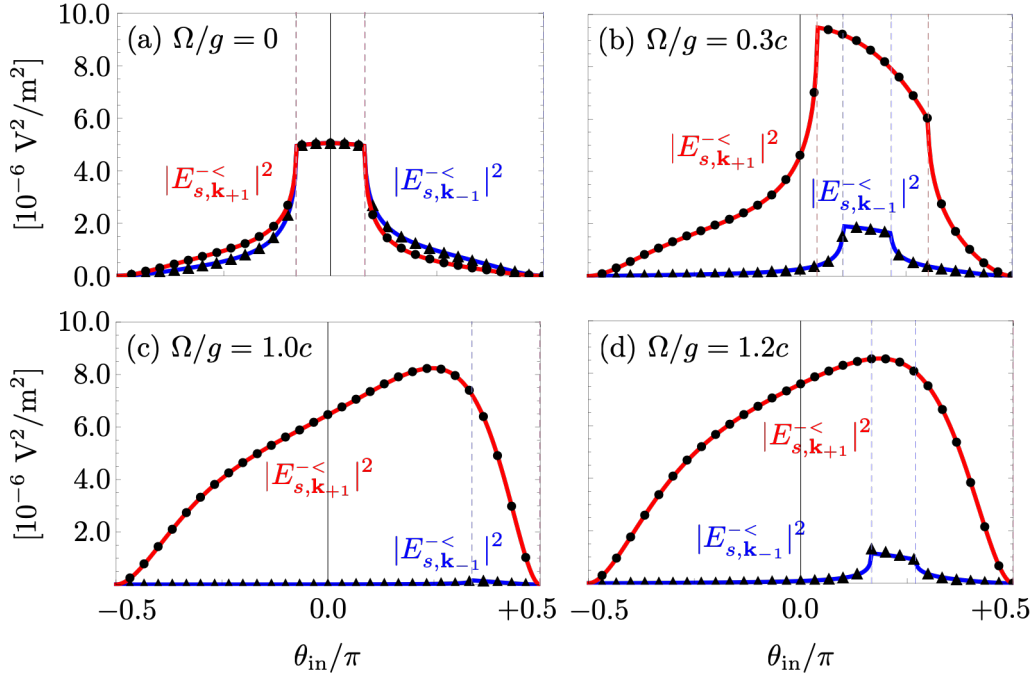 (a) Ω/g = 0
(b) Ω/g = 0.3c
10.0
8.0
6.0
4.0
2.0
0.0
[10⁻⁶ V²/m²]
|E⁻<s,k₊₁|²
|E⁻<s,k₋₁|²
|E⁻<s,k₊₁|²
|E⁻<s,k₋₁|²
(c) Ω/g = 1.0c
(d) Ω/g = 1.2c
10.0
8.0
6.0
4.0
2.0
[10⁻⁶ V²/m²]
|E⁻<s,k₊₁|²
|E⁻<s,k₋₁|²
|E⁻<s,k₊₁|²
|E⁻<s,k₋₁|²
−0.5 0.0 +0.5
−0.5 0.0 +0.5
θin/π
θin/π